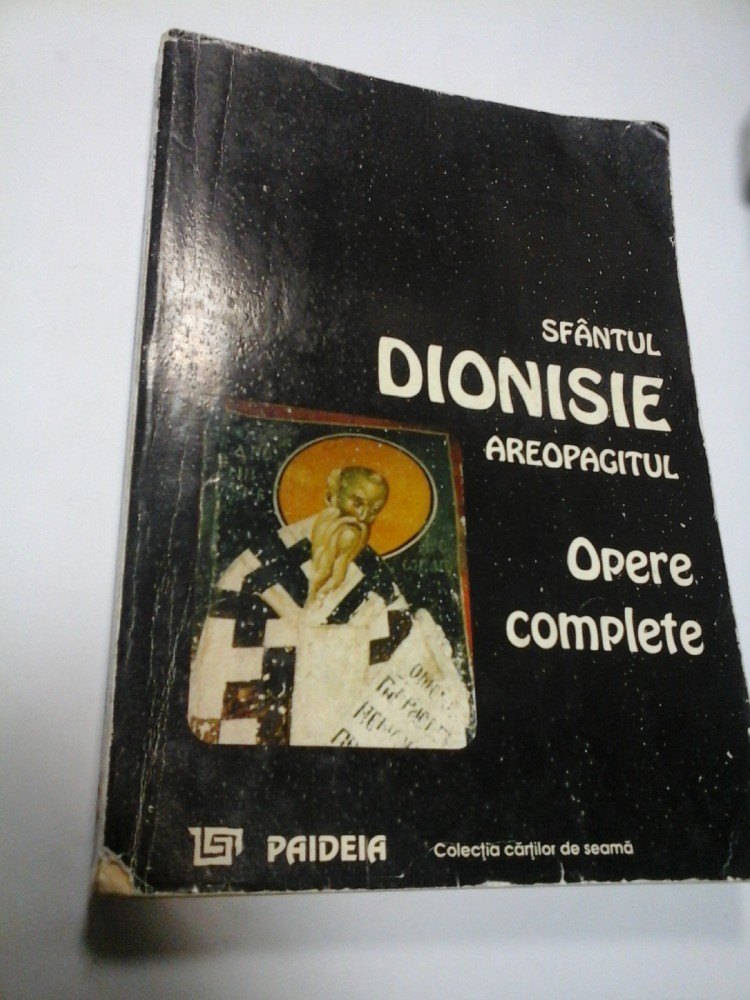 SFÂNTUL
DIONISIE
AREOPAGITUL
Opere
complete
PAIDEIA
Colecția cărților de seamă